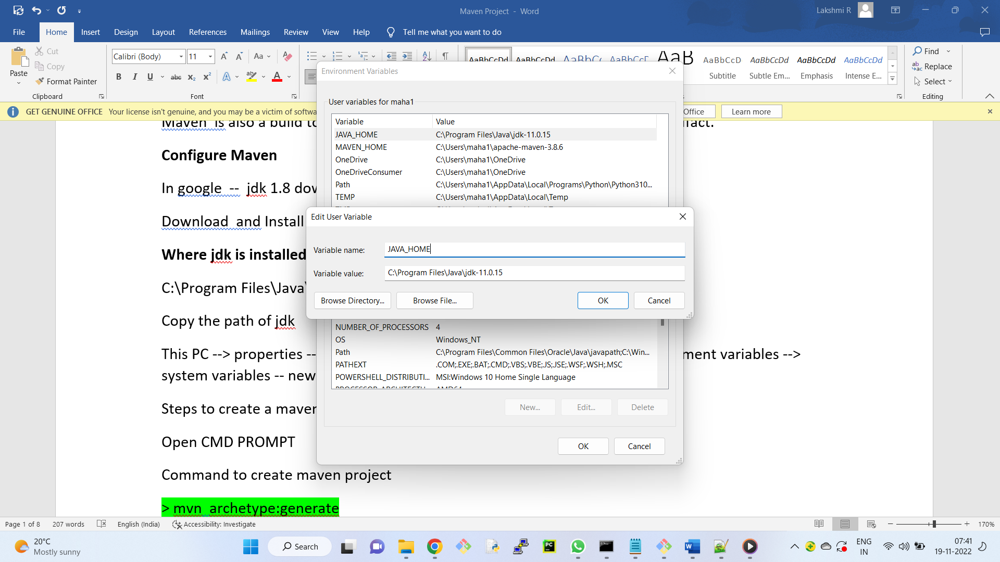 Maven Project - Word
Lakshmi R
File Home Insert Design Layout References Mailings Review View Help Tell me what you want to do
Paste
Cut
Copy
Format Painter
Clipboard
Calibri (Body) 11
Font
AaBbCcDd AaBbCcDd AaBbC AaB AaBbCcD AaBbCcDd AaBbCcDd AaBbCcDd
Subtitle Subtle Em... Emphasis Intense E...
Find
Replace
Select
Editing
GET GENUINE OFFICE Your license isn't genuine, and you may be a victim of softwa
Office Learn more
Maven is also a build to
Configure Maven
In google -- jdk 1.8 dow
Download and Install
Where jdk is installed
C:\Program Files\Java\
Copy the path of jdk
This PC --> properties -- ment variables -->
system variables -- new
Steps to create a maven
Open CMD PROMPT
Command to create maven project
> mvn archetype:generate
Environment Variables
User variables for maha1
Variable Value
JAVA_HOME C:\Program Files\Java\jdk-11.0.15
MAVEN_HOME C:\Users\maha1\apache-maven-3.8.6
OneDrive C:\Users\maha1\OneDrive
OneDriveConsumer C:\Users\maha1\OneDrive
Path C:\Users\maha1\AppData\Local\Programs\Python\Python310...
TEMP C:\Users\maha1\AppData\Local\Temp
Edit User Variable
Variable name: JAVA_HOME
Variable value: C:\Program Files\Java\jdk-11.0.15
Browse Directory... Browse File... OK Cancel
NUMBER_OF_PROCESSORS 4
OS Windows_NT
Path C:\Program Files\Common Files\Oracle\Java\javapath;C:\Win...
PATHEXT .COM;.EXE;.BAT;.CMD;.VBS;.VBE;.JS;.JSE;.WSF;.WSH;.MSC
POWERSHELL_DISTRIBUTI... MSI:Windows 10 Home Single Language
PROCESSOR_ARCHITECTU... AMD64
New... Edit... Delete
OK Cancel
Page 1 of 8 207 words English (India) Accessibility: Investigate 170%
20°C
Mostly sunny
Search
ENG
IN
07:41
19-11-2022